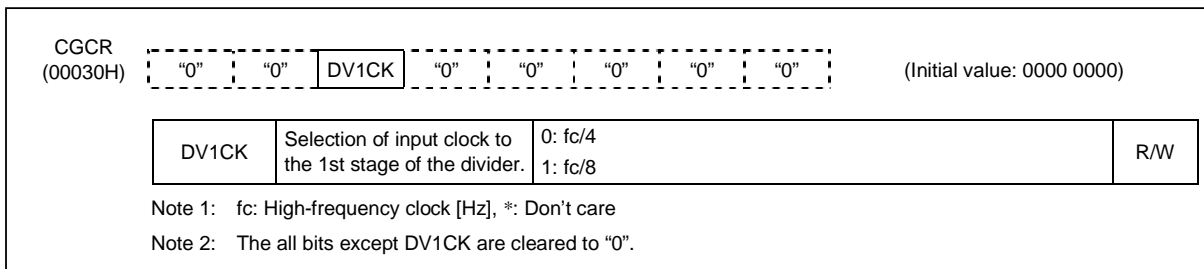 CGCR
(00030H)
“0” “0” DV1CK “0” “0” “0” “0” “0” (Initial value: 0000 0000)
DV1CK
Selection of input clock to
the 1st stage of the divider.
0: fc/4
1: fc/8
R/W
Note 1: fc: High-frequency clock [Hz], *: Don’t care
Note 2: The all bits except DV1CK are cleared to “0”.